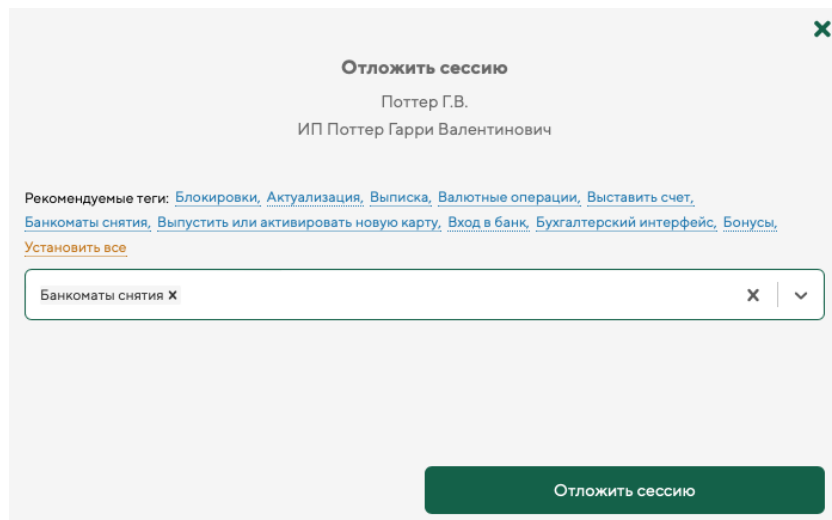 Отложить сессию
Поттер Г.В.
ИП Поттер Гарри Валентинович
Рекомендуемые теги: Блокировки, Актуализация, Выписка, Валютные операции, Выставить счет,
Банкоматы снятия, Выпустить или активировать новую карту, Вход в банк, Бухгалтерский интерфейс, Бонусы,
Установить все
Банкоматы снятия
Отложить сессию